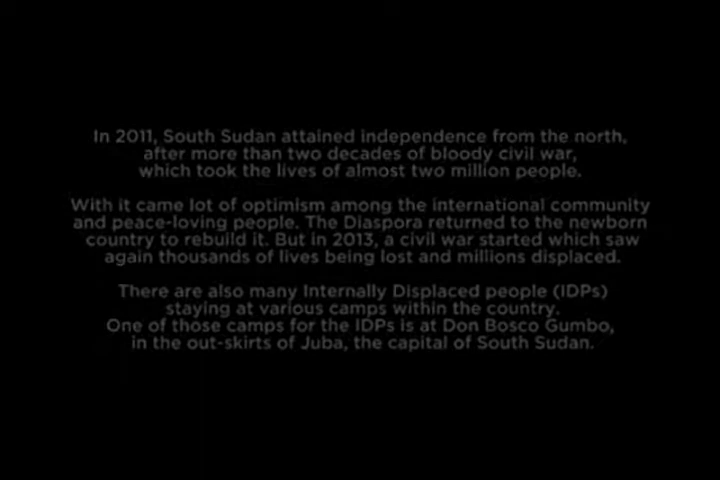 In 2011, South Sudan attained independence from the north,
after more than two decades of bloody civil war,
which took the lives of almost two million people.
With it came lot of optimism among the international community
and peace-loving people. The Diaspora returned to the newborn
country to rebuild it. But in 2013, a civil war started which saw
again thousands of lives being lost and millions displaced.
There are also many Internally Displaced people (IDPs)
staying at various camps within the country.
One of those camps for the IDPs is at Don Bosco Gumbo,
in the out-skirts of Juba, the capital of South Sudan.